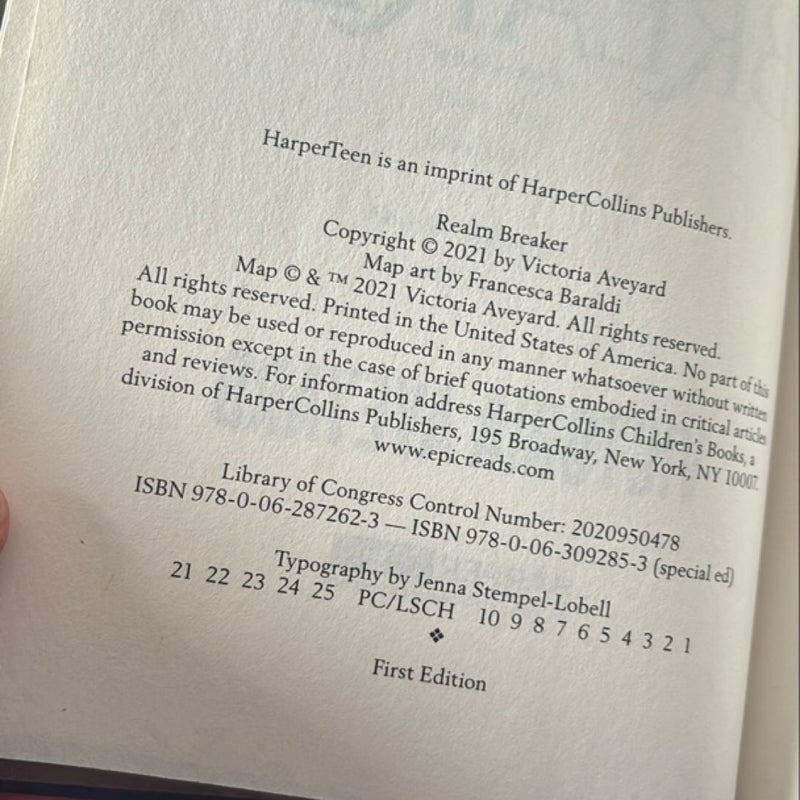 HarperTeen is an imprint of HarperCollins Publishers.
Realm Breaker
Copyright © 2021 by Victoria Aveyard
Map art by Francesca Baraldi
Map © & ™ 2021 Victoria Aveyard. All rights reserved.
All rights reserved. Printed in the United States of America. No part of this
book may be used or reproduced in any manner whatsoever without written
permission except in the case of brief quotations embodied in critical articles
and reviews. For information address HarperCollins Children's Books, a
division of HarperCollins Publishers, 195 Broadway, New York, NY 10007.
www.epicreads.com
Library of Congress Control Number: 2020950478
ISBN 978-0-06-287262-3 — ISBN 978-0-06-309285-3 (special ed)
Typography by Jenna Stempel-Lobell
21 22 23 24 25 PC/LSCH 10 9 8 7 6 5 4 3 2 1
❖
First Edition